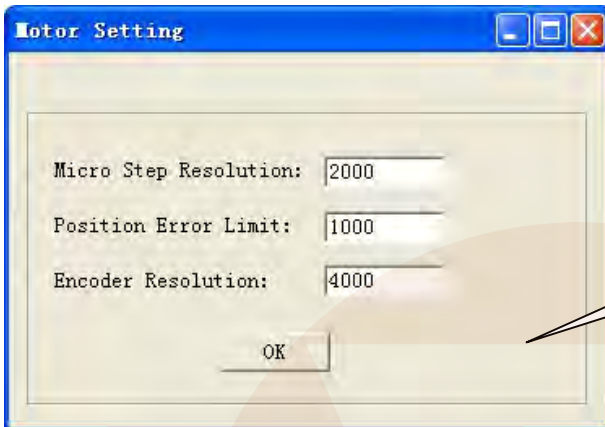 Motor Setting
Micro Step Resolution: 2000
Position Error Limit: 1000
Encoder Resolution: 4000
OK